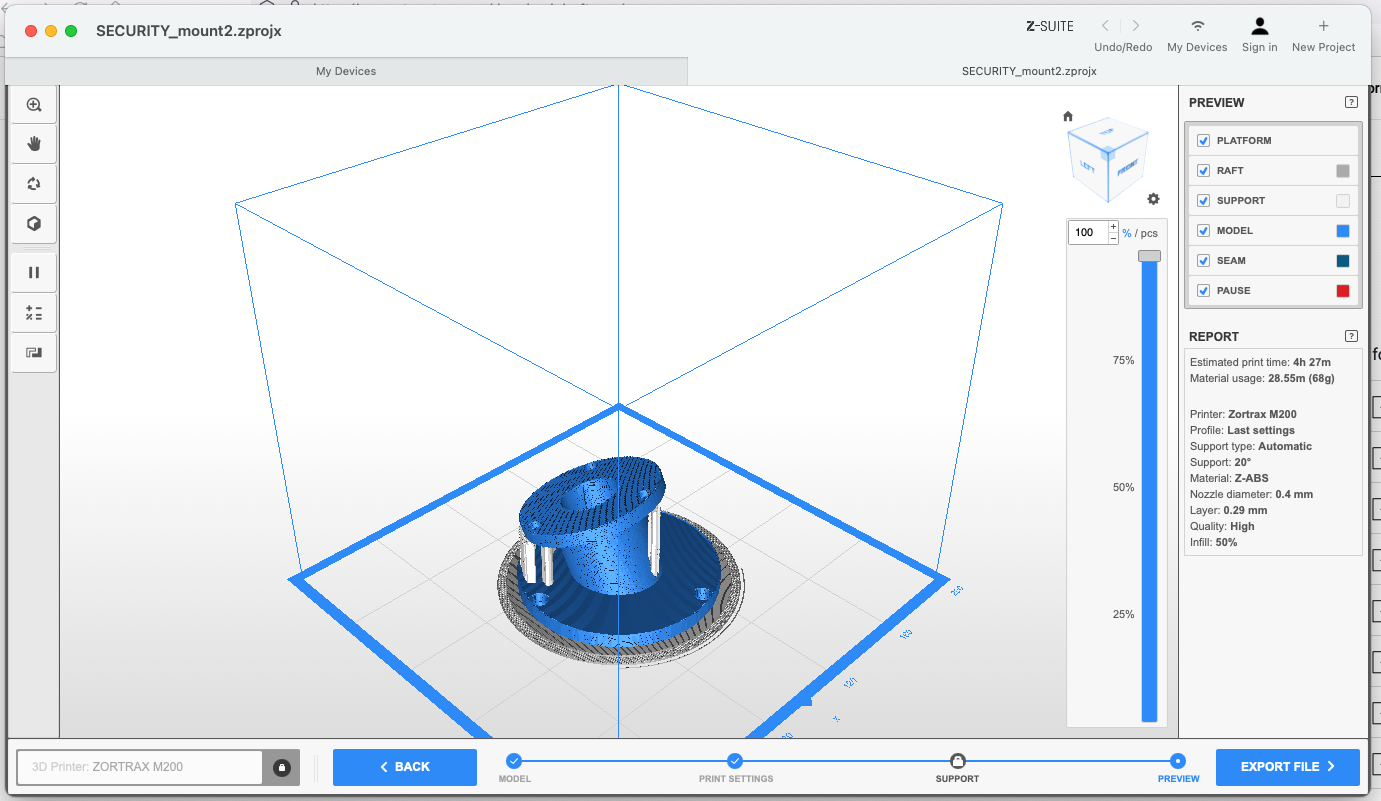 SECURITY_mount2.zprojx
Z-SUITE
Undo/Redo
My Devices
Sign in
New Project
My Devices
SECURITY_mount2.zprojx
TOP
LEFT
FRONT
100
% / pcs
75%
50%
25%
200
X
PREVIEW
?
PLATFORM
RAFT
SUPPORT
MODEL
SEAM
PAUSE
REPORT
?
Estimated print time: 4h 27m
Material usage: 28.55m (68g)
Printer: Zortrax M200
Profile: Last settings
Support type: Automatic
Support: 20°
Material: Z-ABS
Nozzle diameter: 0.4 mm
Layer: 0.29 mm
Quality: High
Infill: 50%
3D Printer: ZORTRAX M200
BACK
MODEL
PRINT SETTINGS
SUPPORT
PREVIEW
EXPORT FILE